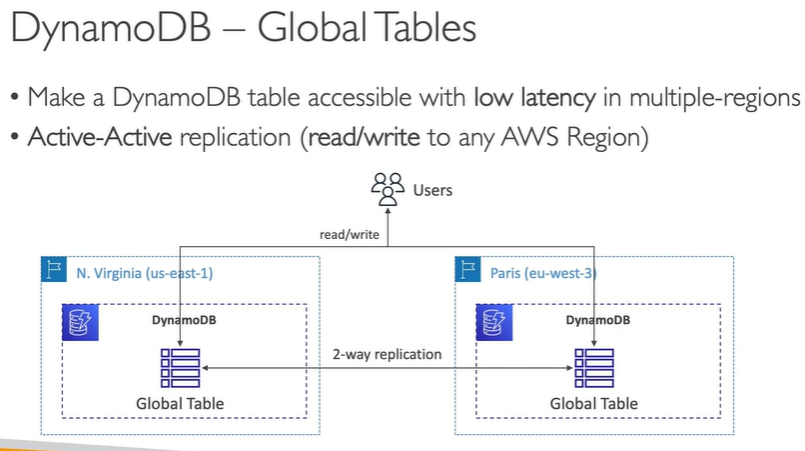 DynamoDB – Global Tables
• Make a DynamoDB table accessible with low latency in multiple-regions
• Active-Active replication (read/write to any AWS Region)
Users
read/write
N. Virginia (us-east-1)
Paris (eu-west-3)
DynamoDB
DynamoDB
2-way replication
Global Table
Global Table